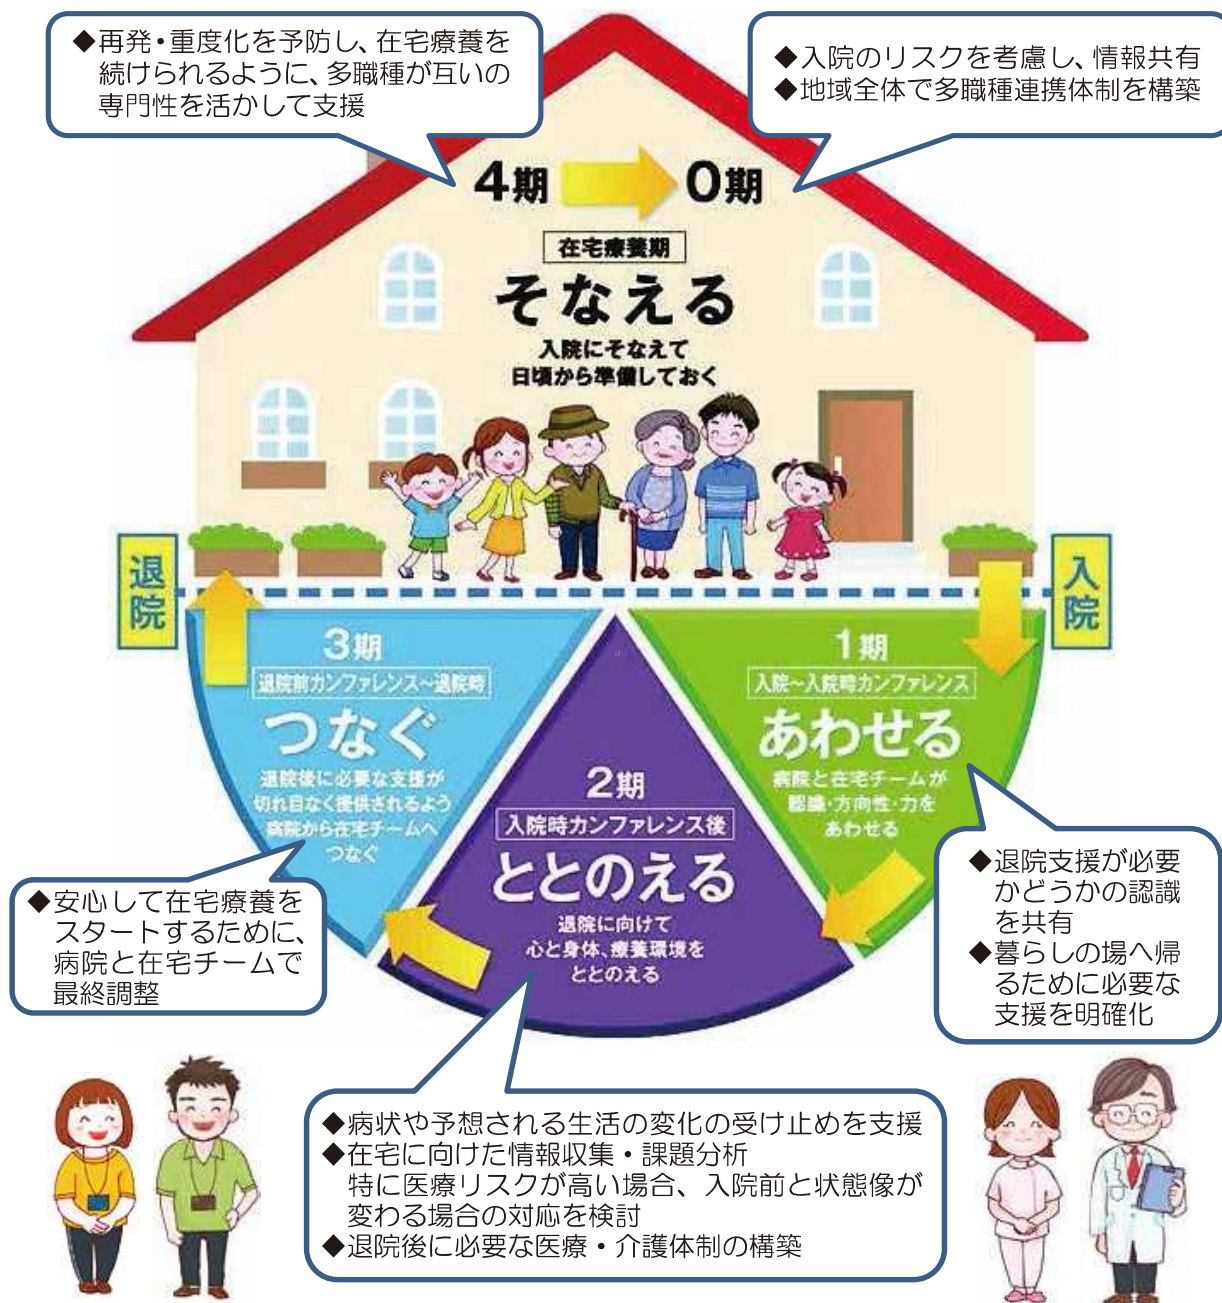 ◆再発・重度化を予防し、在宅療養を
続けられるように、多職種が互いの
専門性を活かして支援
◆入院のリスクを考慮し、情報共有
◆地域全体で多職種連携体制を構築
4期
0期
在宅療養期
そなえる
入院にそなえて
日頃から準備しておく
退院
入院
1期
入院~入院時カンファレンス
あわせる
病院と在宅チームが
認識・方向性・力を
あわせる
◆退院支援が必要
かどうかの認識
を共有
◆暮らしの場へ帰
るために必要な
支援を明確化
2期
入院時カンファレンス後
ととのえる
退院に向けて
心と身体、療養環境を
ととのえる
◆病状や予想される生活の変化の受け止めを支援
◆在宅に向けた情報収集・課題分析
特に医療リスクが高い場合、入院前と状態像が
変わる場合の対応を検討
◆退院後に必要な医療・介護体制の構築
3期
退院前カンファレンス~退院時
つなぐ
退院後に必要な支援が
切れ目なく提供されるよう
病院から在宅チームへ
つなぐ
◆安心して在宅療養を
スタートするために、
病院と在宅チームで
最終調整